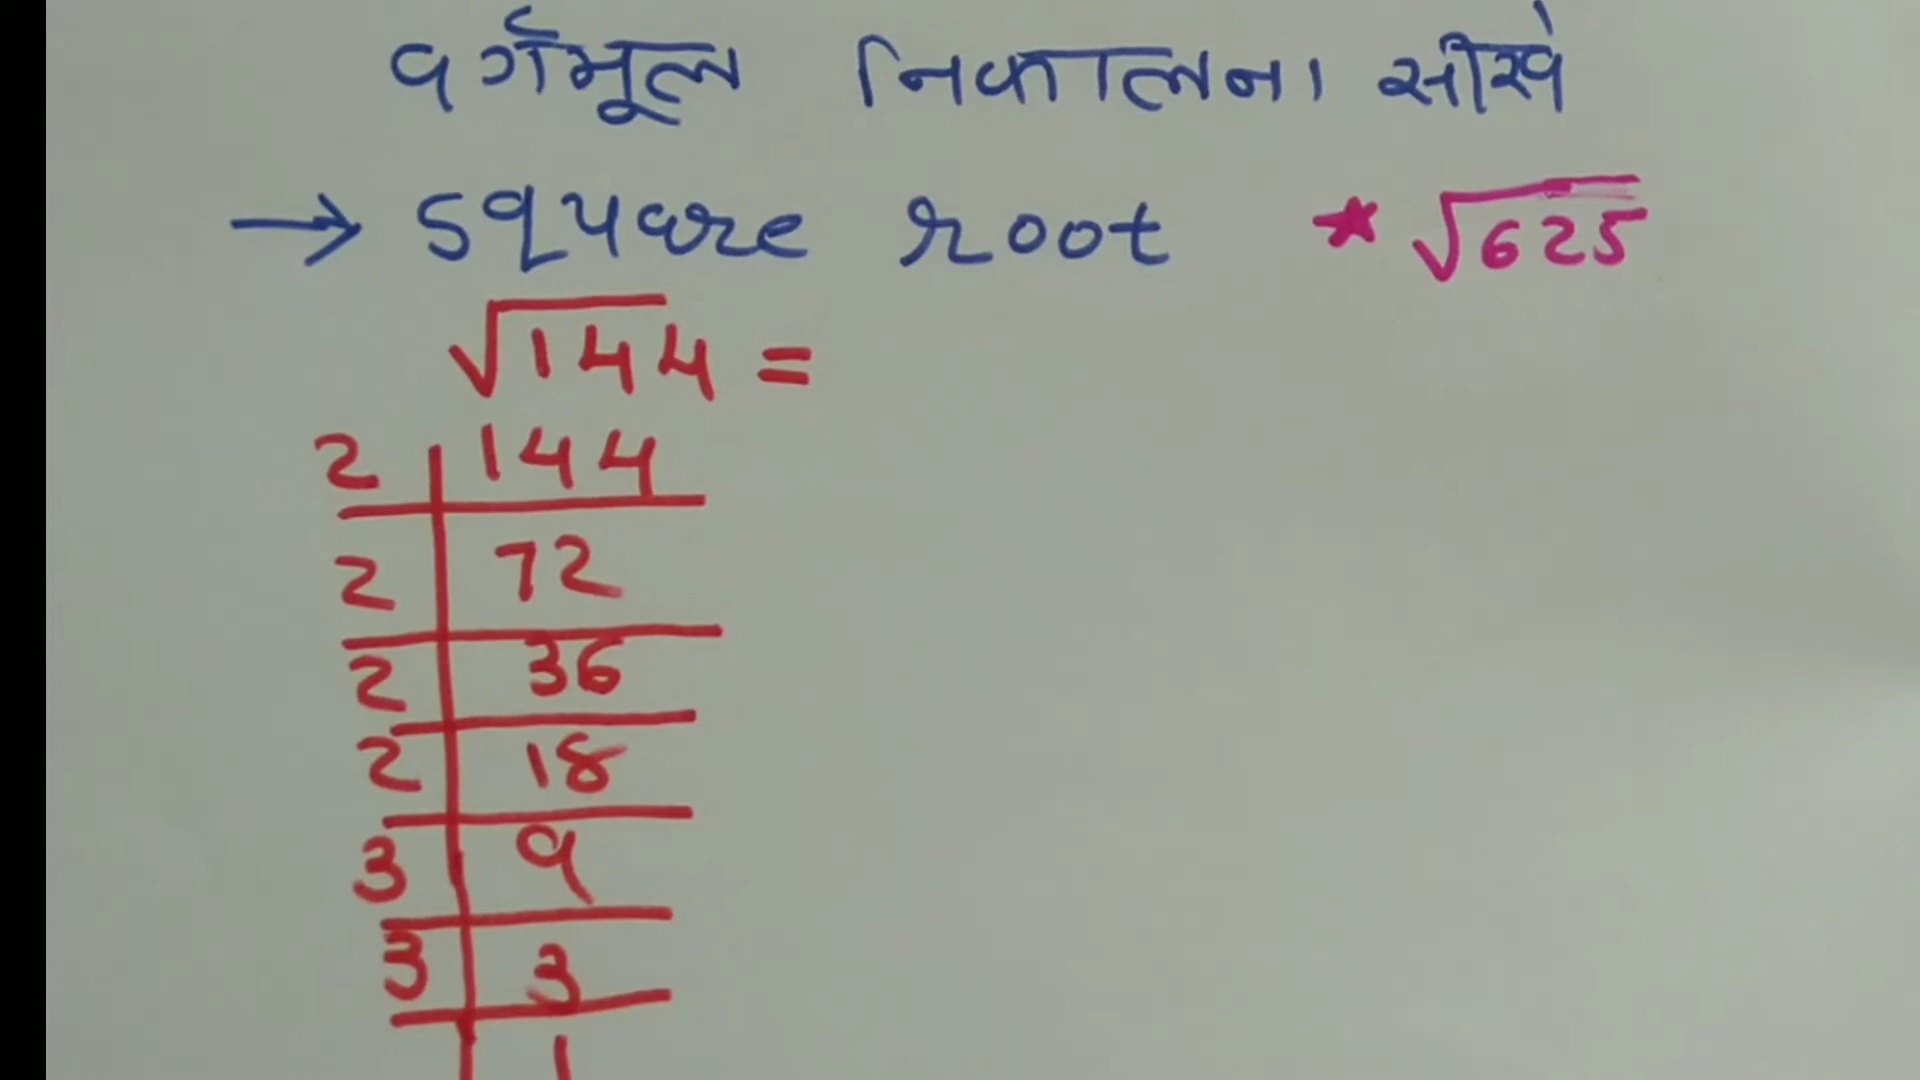 वर्गमूल निकालना सीखे
→ square root * √625
√144 =
2 | 144
2 | 72
2 | 36
2 | 18
3 | 9
3 | 3
| 1